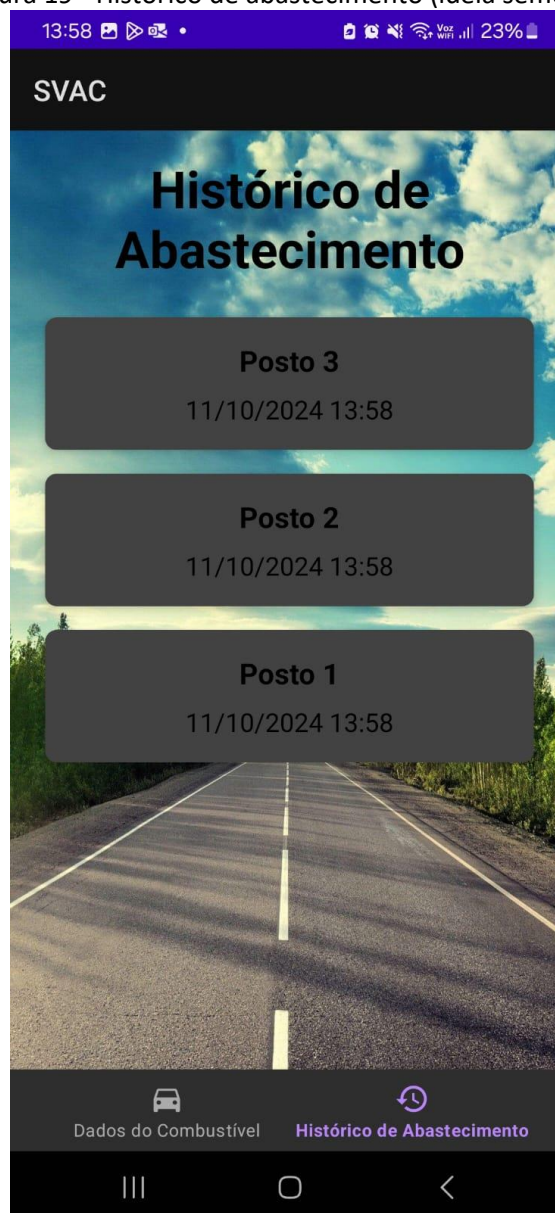 13:58 23%
SVAC
Histórico de
Abastecimento
Posto 3
11/10/2024 13:58
Posto 2
11/10/2024 13:58
Posto 1
11/10/2024 13:58
Dados do Combustível Histórico de Abastecimento